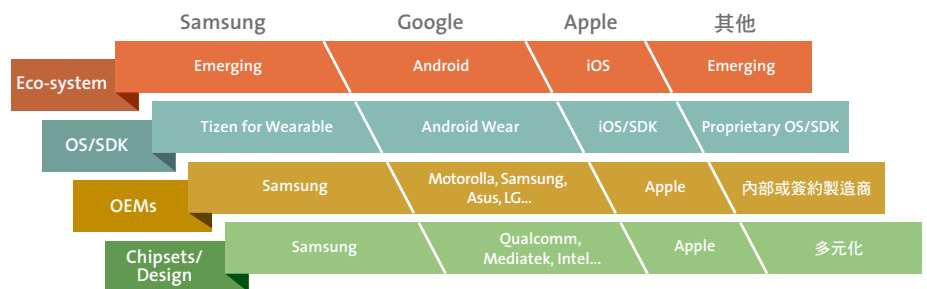 Samsung Google Apple 其他
Eco-system Emerging Android iOS Emerging
OS/SDK Tizen for Wearable Android Wear iOS/SDK Proprietary OS/SDK
OEMs Samsung Motorolla, Samsung, Apple 內部或簽約製造商
Asus, LG...
Chipsets/ Samsung Qualcomm, Apple 多元化
Design Mediatek, Intel...